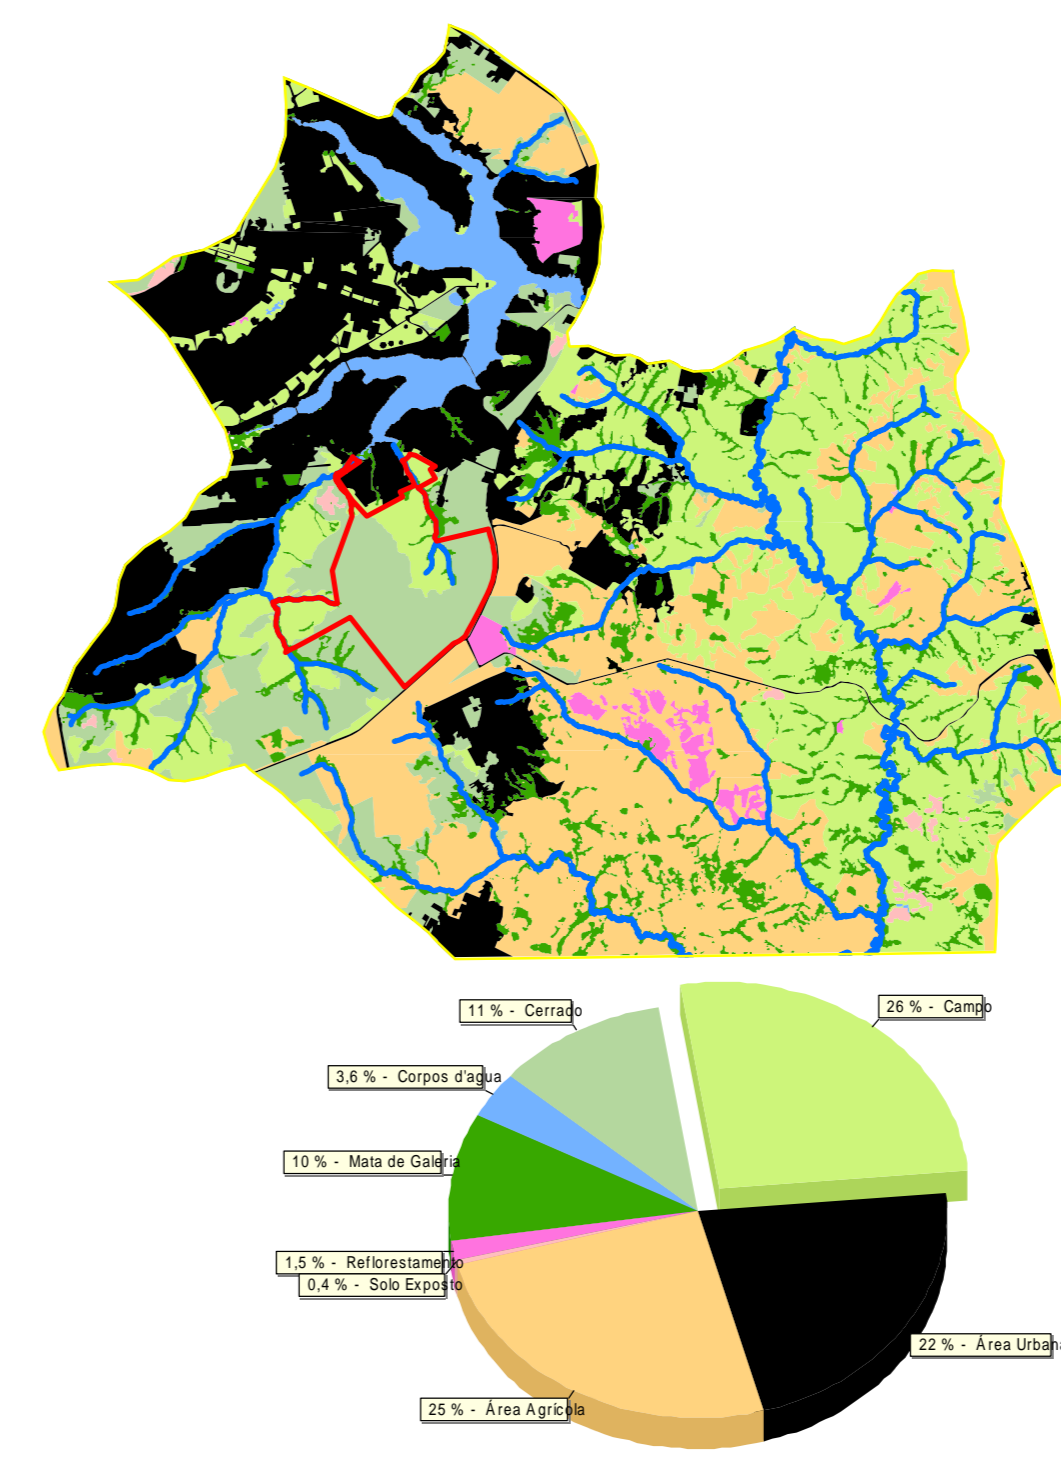 26 % - Campo
11 % - Cerrado
3,6 % - Corpos d'agua
10 % - Mata de Galeria
1,5 % - Reflorestamento
0,4 % - Solo Exposto
22 % - Área Urbana
25 % - Área Agrícola